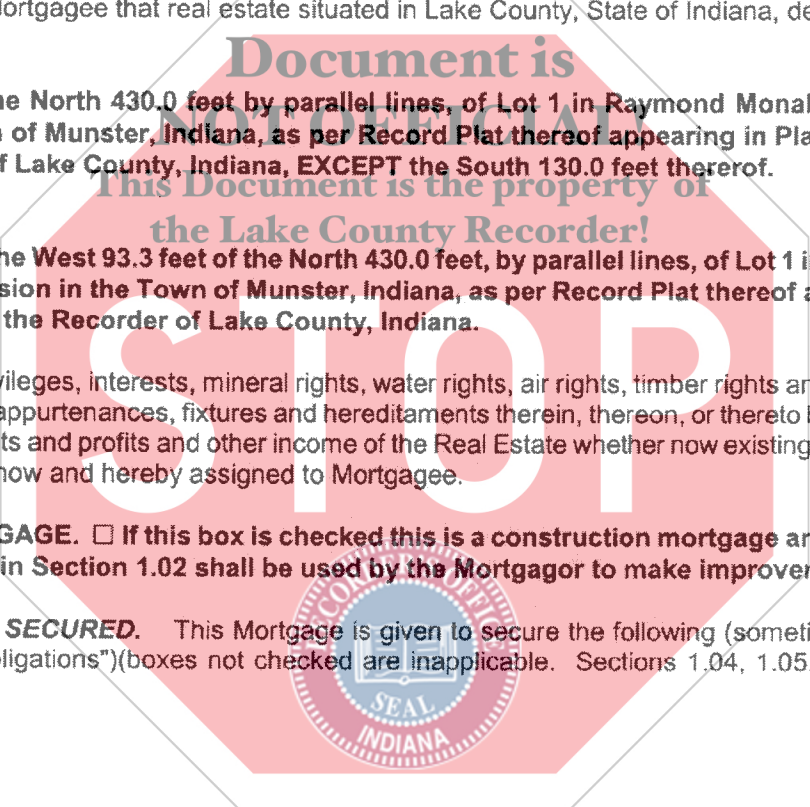 ortgagee that real estate situated in Lake County, State of Indiana, de
Document is
e North 430.0 feet by parallel lines, of Lot 1 in Raymond Monal
NOT OFFICIAL
of Munster, Indiana, as per Record Plat thereof appearing in Pla
f Lake County, Indiana, EXCEPT the South 130.0 feet thererof.
This Document is the property of
the Lake County Recorder!
he West 93.3 feet of the North 430.0 feet, by parallel lines, of Lot 1 i
sion in the Town of Munster, Indiana, as per Record Plat thereof a
the Recorder of Lake County, Indiana.
STOP
vileges, interests, mineral rights, water rights, air rights, timber rights an
appurtenances, fixtures and hereditaments therein, thereon, or thereto
ts and profits and other income of the Real Estate whether now existing
now and hereby assigned to Mortgagee.
GAGE. ☐ If this box is checked this is a construction mortgage an
in Section 1.02 shall be used by the Mortgagor to make improver
SECURED. This Mortgage is given to secure the following (someti
ligations")(boxes not checked are inapplicable. Sections 1.04, 1.05
RECORDER'S OFFICE
SEAL
INDIANA